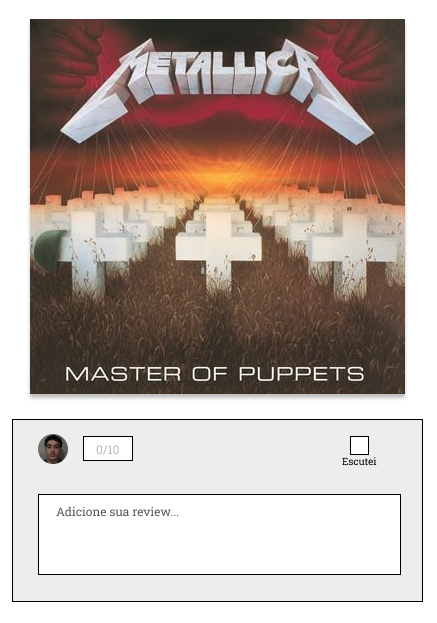 METALLICA
MASTER OF PUPPETS
0/10
Escutei
Adicione sua review...